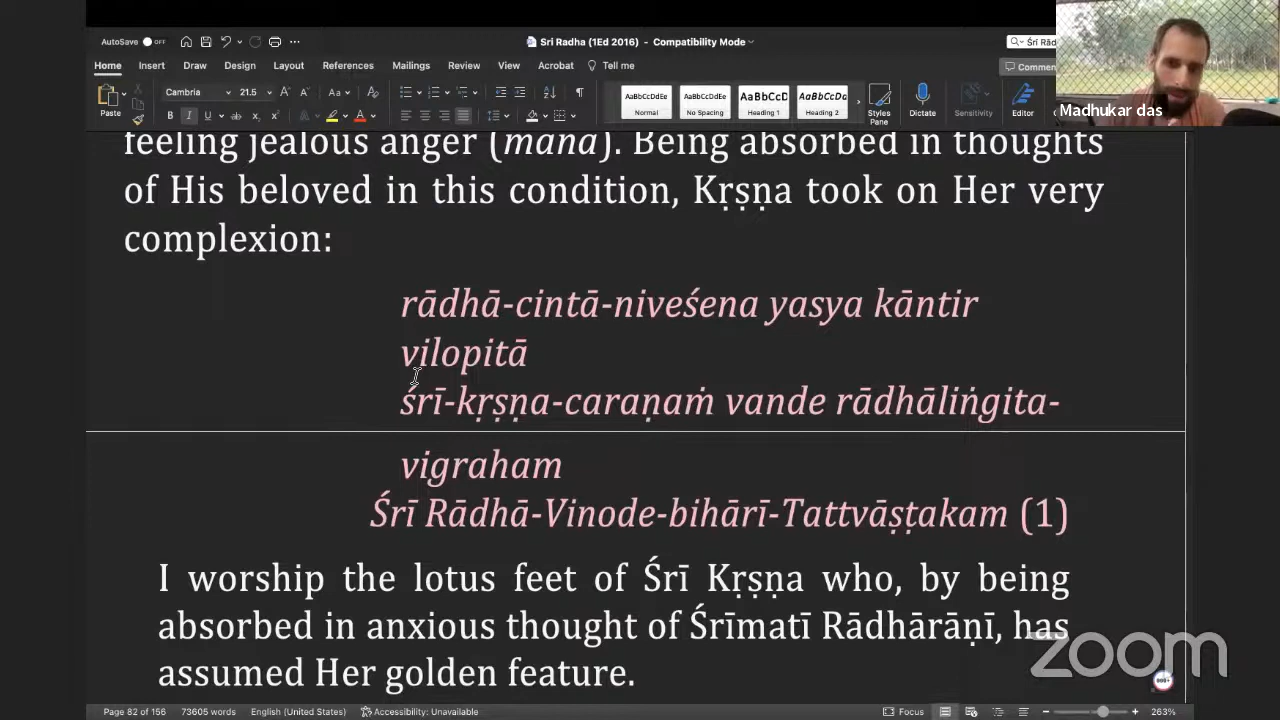 AutoSave OFF
Sri Radha (1Ed 2016) - Compatibility Mode
Śrī Rād
Home Insert Draw Design Layout References Mailings Review View Acrobat Tell me
Commen
Madhukar das
Paste
Cambria 21.5
AaBbCcDdEe AaBbCcDdEe AaBbCcD AaBbCcDc
Normal No Spacing Heading 1 Heading 2
Styles Pane
Dictate
Sensitivity
Editor
feeling jealous anger (māna). Being absorbed in thoughts
of His beloved in this condition, Kṛṣṇa took on Her very
complexion:
rādhā-cintā-niveśena yasya kāntir
vilopitā
śrī-kṛṣṇa-caraṇaṁ vande rādhāliṅgita-
vigraham
Śrī Rādhā-Vinode-bihārī-Tattvāṣṭakam (1)
I worship the lotus feet of Śrī Kṛṣṇa who, by being
absorbed in anxious thought of Śrīmatī Rādhārāṇī, has
assumed Her golden feature.
zoom
Page 82 of 156 73605 words English (United States) Accessibility: Unavailable Focus 263%